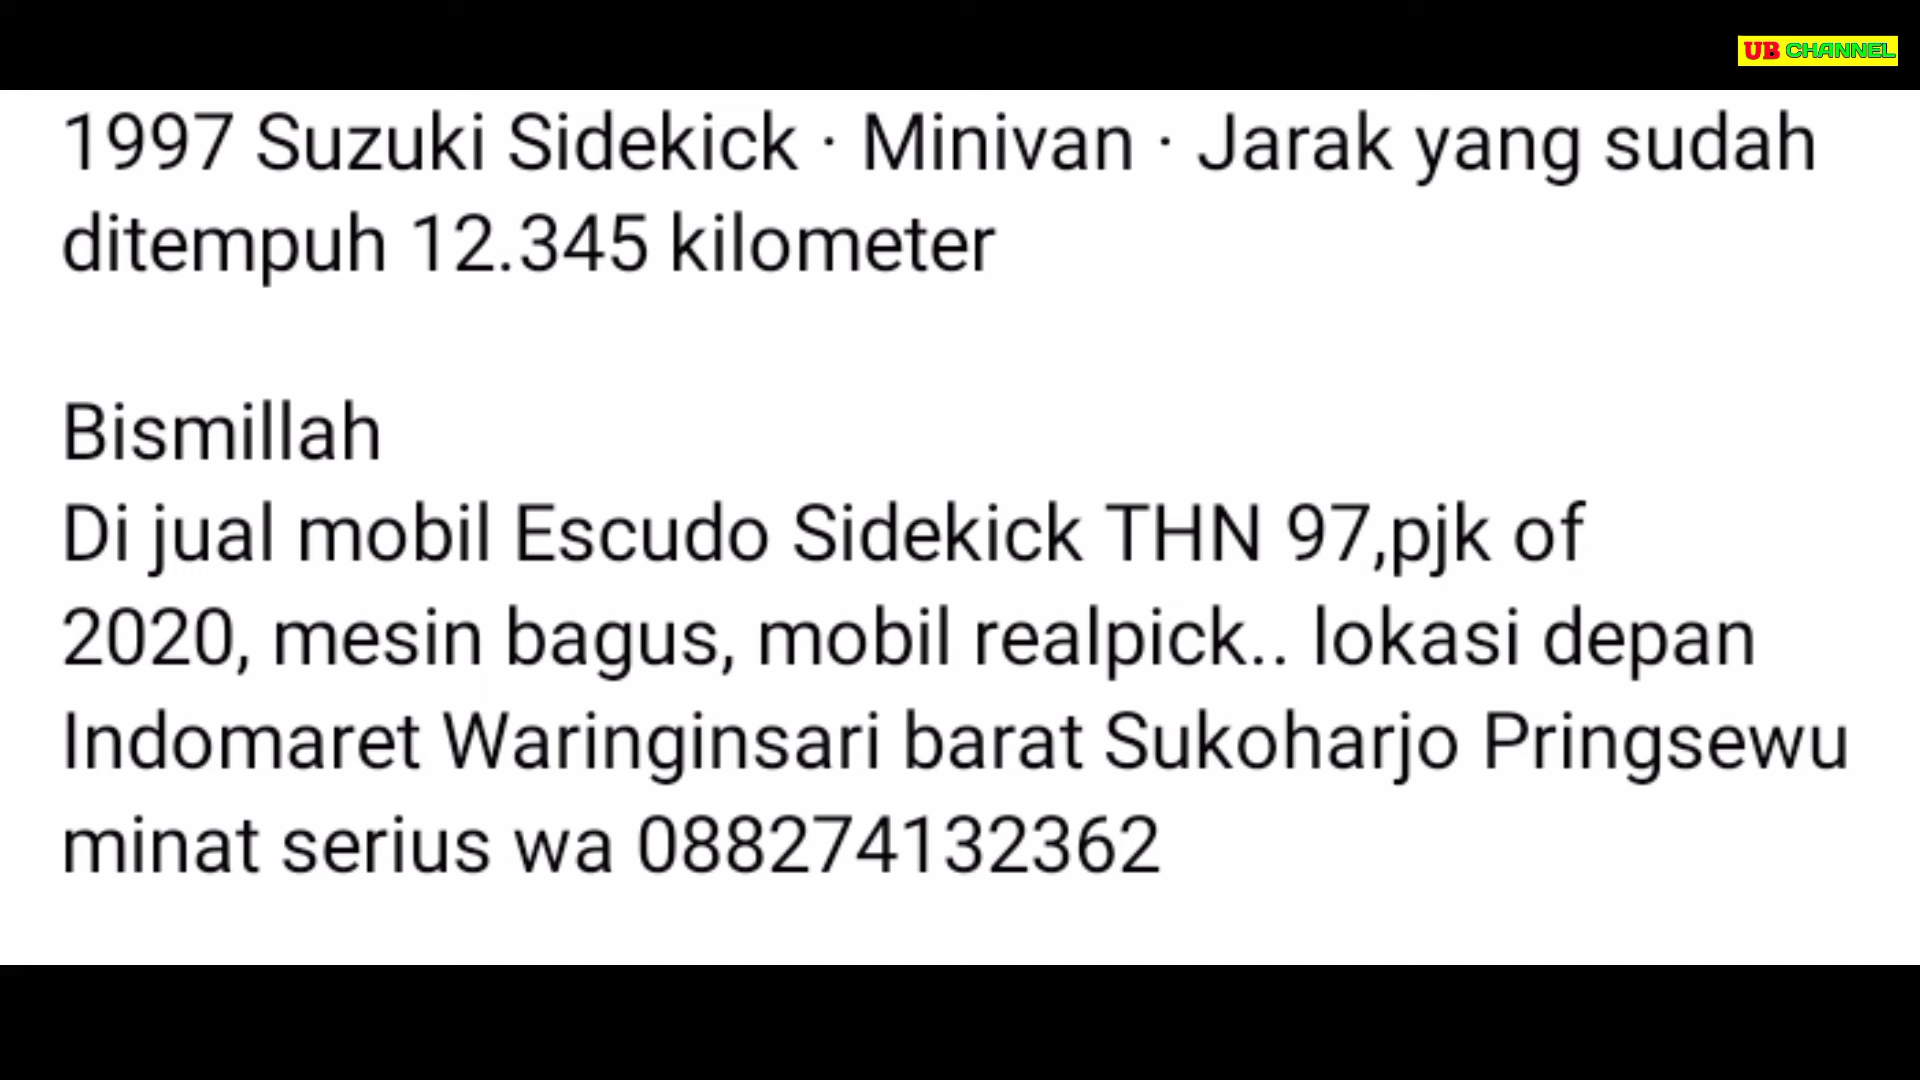 UB CHANNEL
1997 Suzuki Sidekick · Minivan · Jarak yang sudah
ditempuh 12.345 kilometer
Bismillah
Di jual mobil Escudo Sidekick THN 97,pjk of
2020, mesin bagus, mobil realpick.. lokasi depan
Indomaret Waringinsari barat Sukoharjo Pringsewu
minat serius wa 088274132362